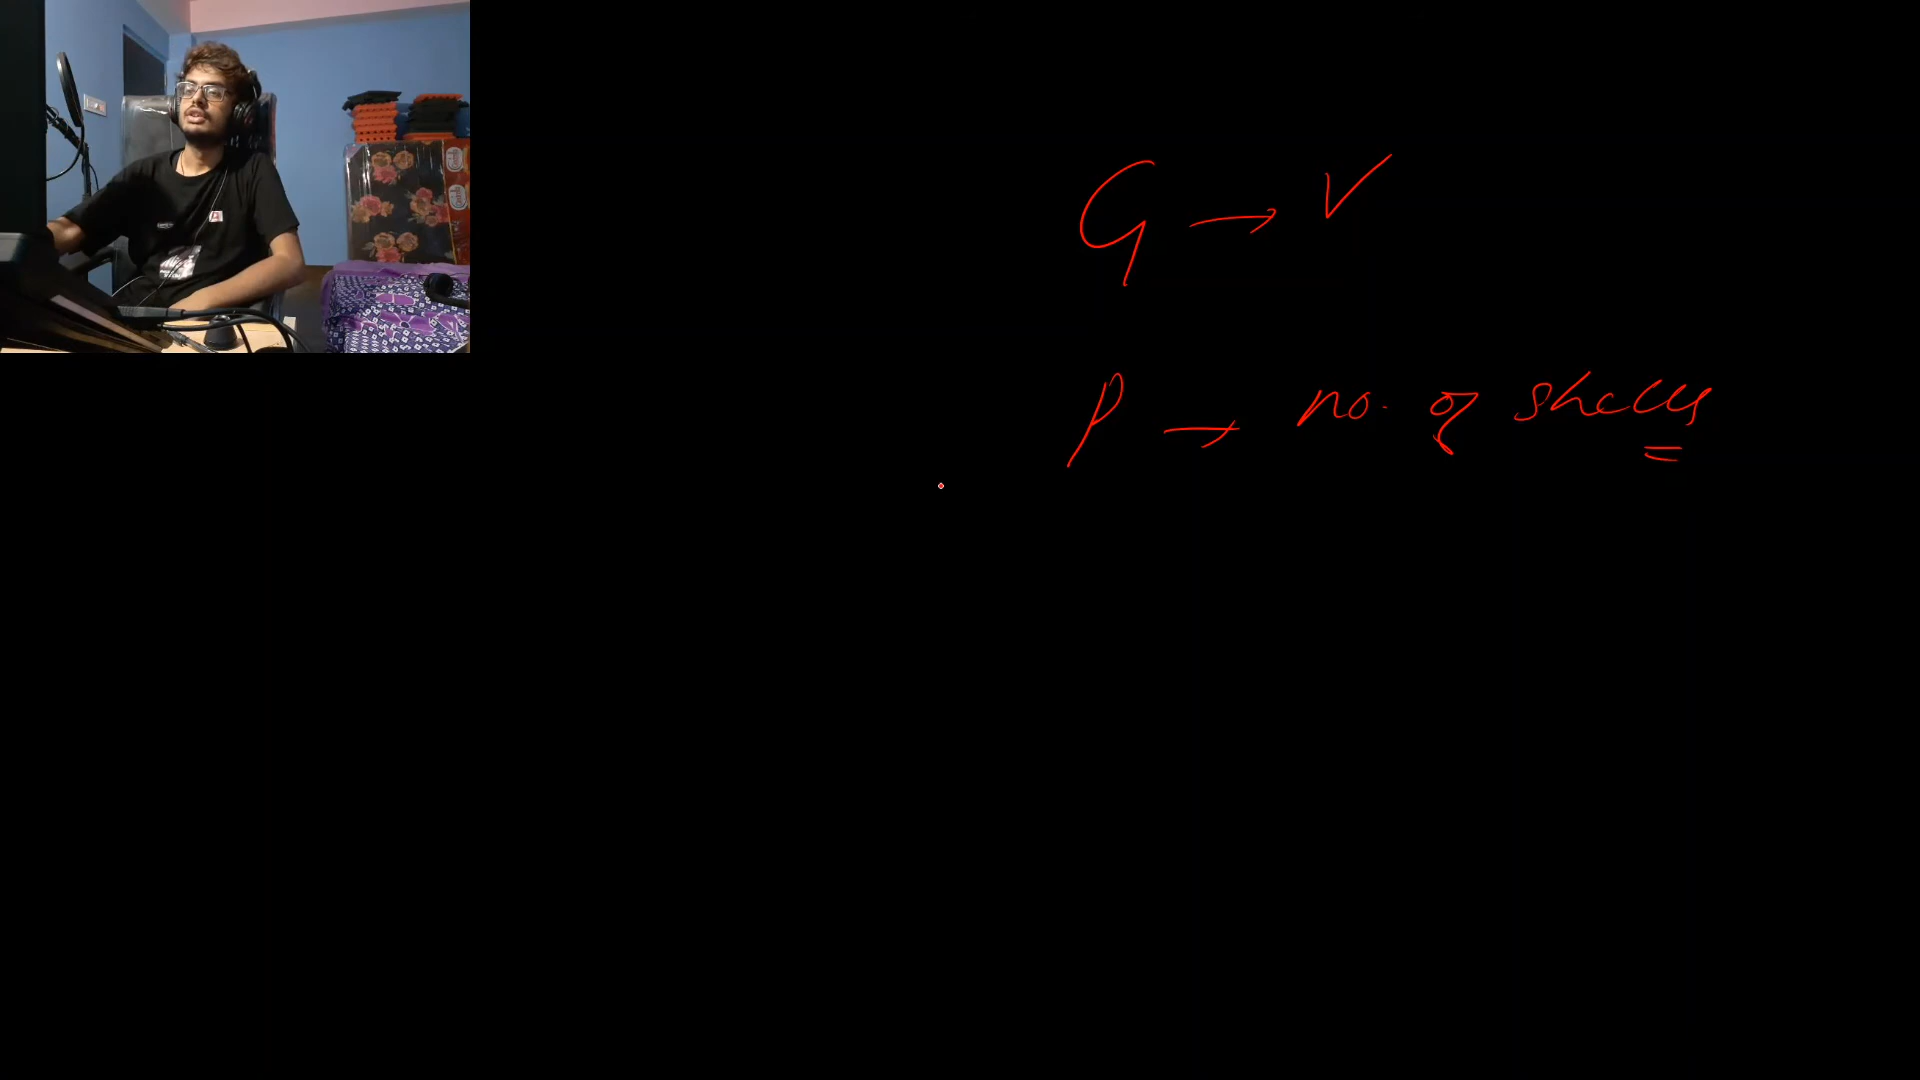 G → V
P → no. of shells